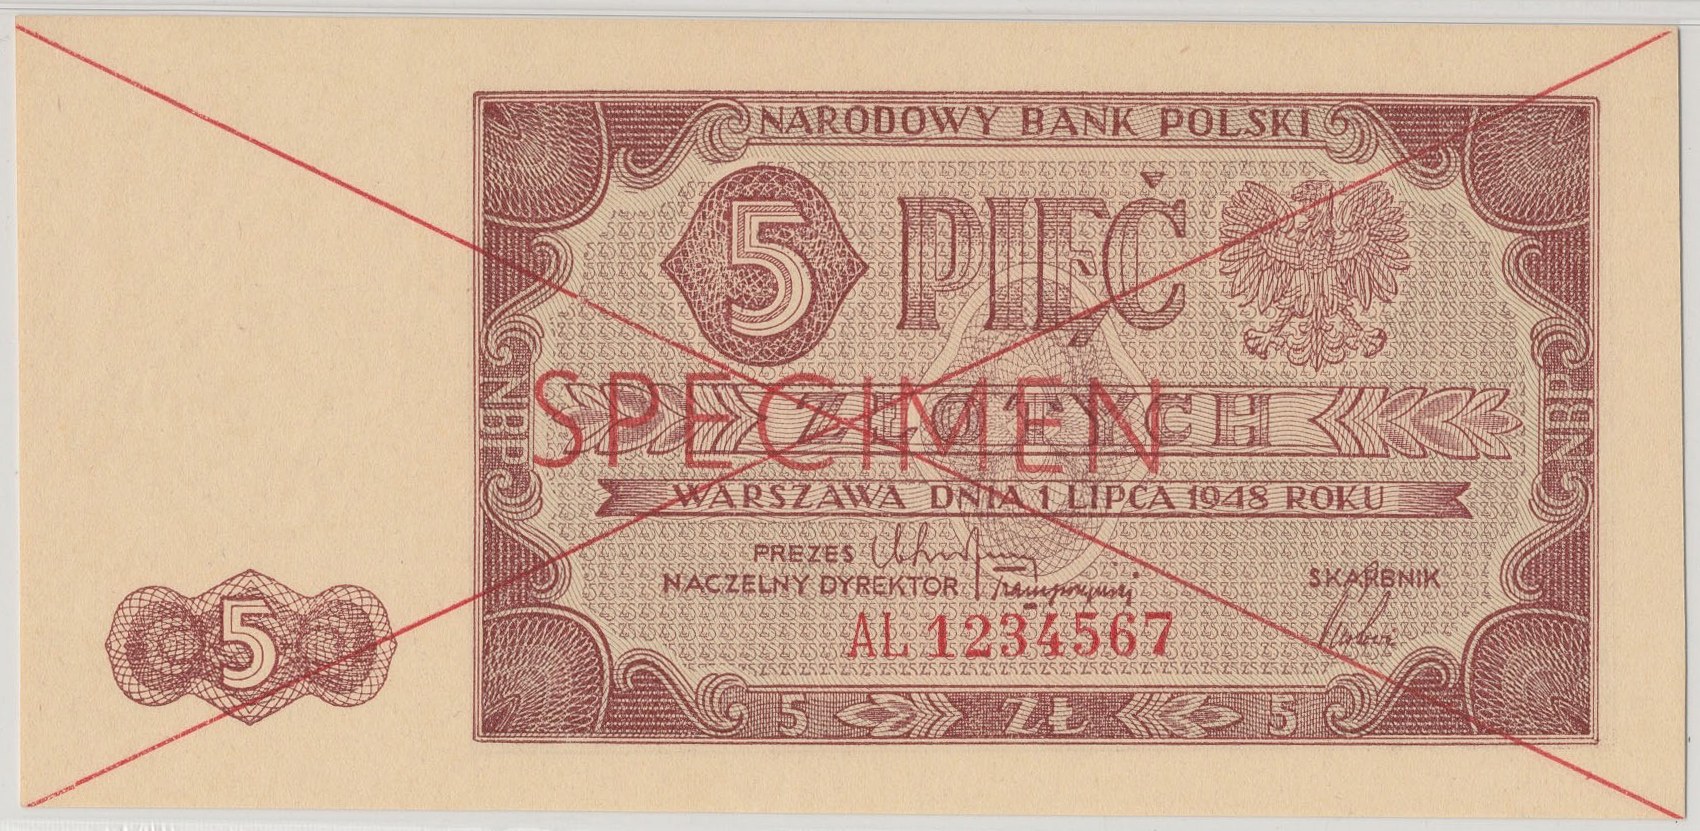 NARODOWY BANK POLSKI
5 PIĘĆ
SPECIMEN
ZŁOTYCH
NBP
NBP
WARSZAWA DNIA 1 LIPCA 1948 ROKU
PREZES
NACZELNY DYREKTOR
SKARBNIK
AL 1234567
5
5 ZŁ 5